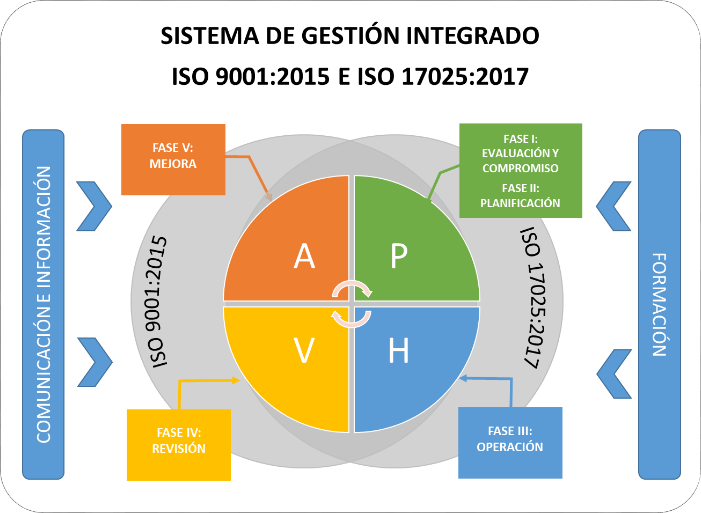 SISTEMA DE GESTIÓN INTEGRADO
ISO 9001:2015 E ISO 17025:2017
COMUNICACIÓN E INFORMACIÓN
FASE V:
MEJORA
FASE I:
EVALUACIÓN Y
COMPROMISO
FASE II:
PLANIFICACIÓN
ISO 9001:2015
A
P
ISO 17025:2017
FORMACIÓN
V
H
FASE IV:
REVISIÓN
FASE III:
OPERACIÓN